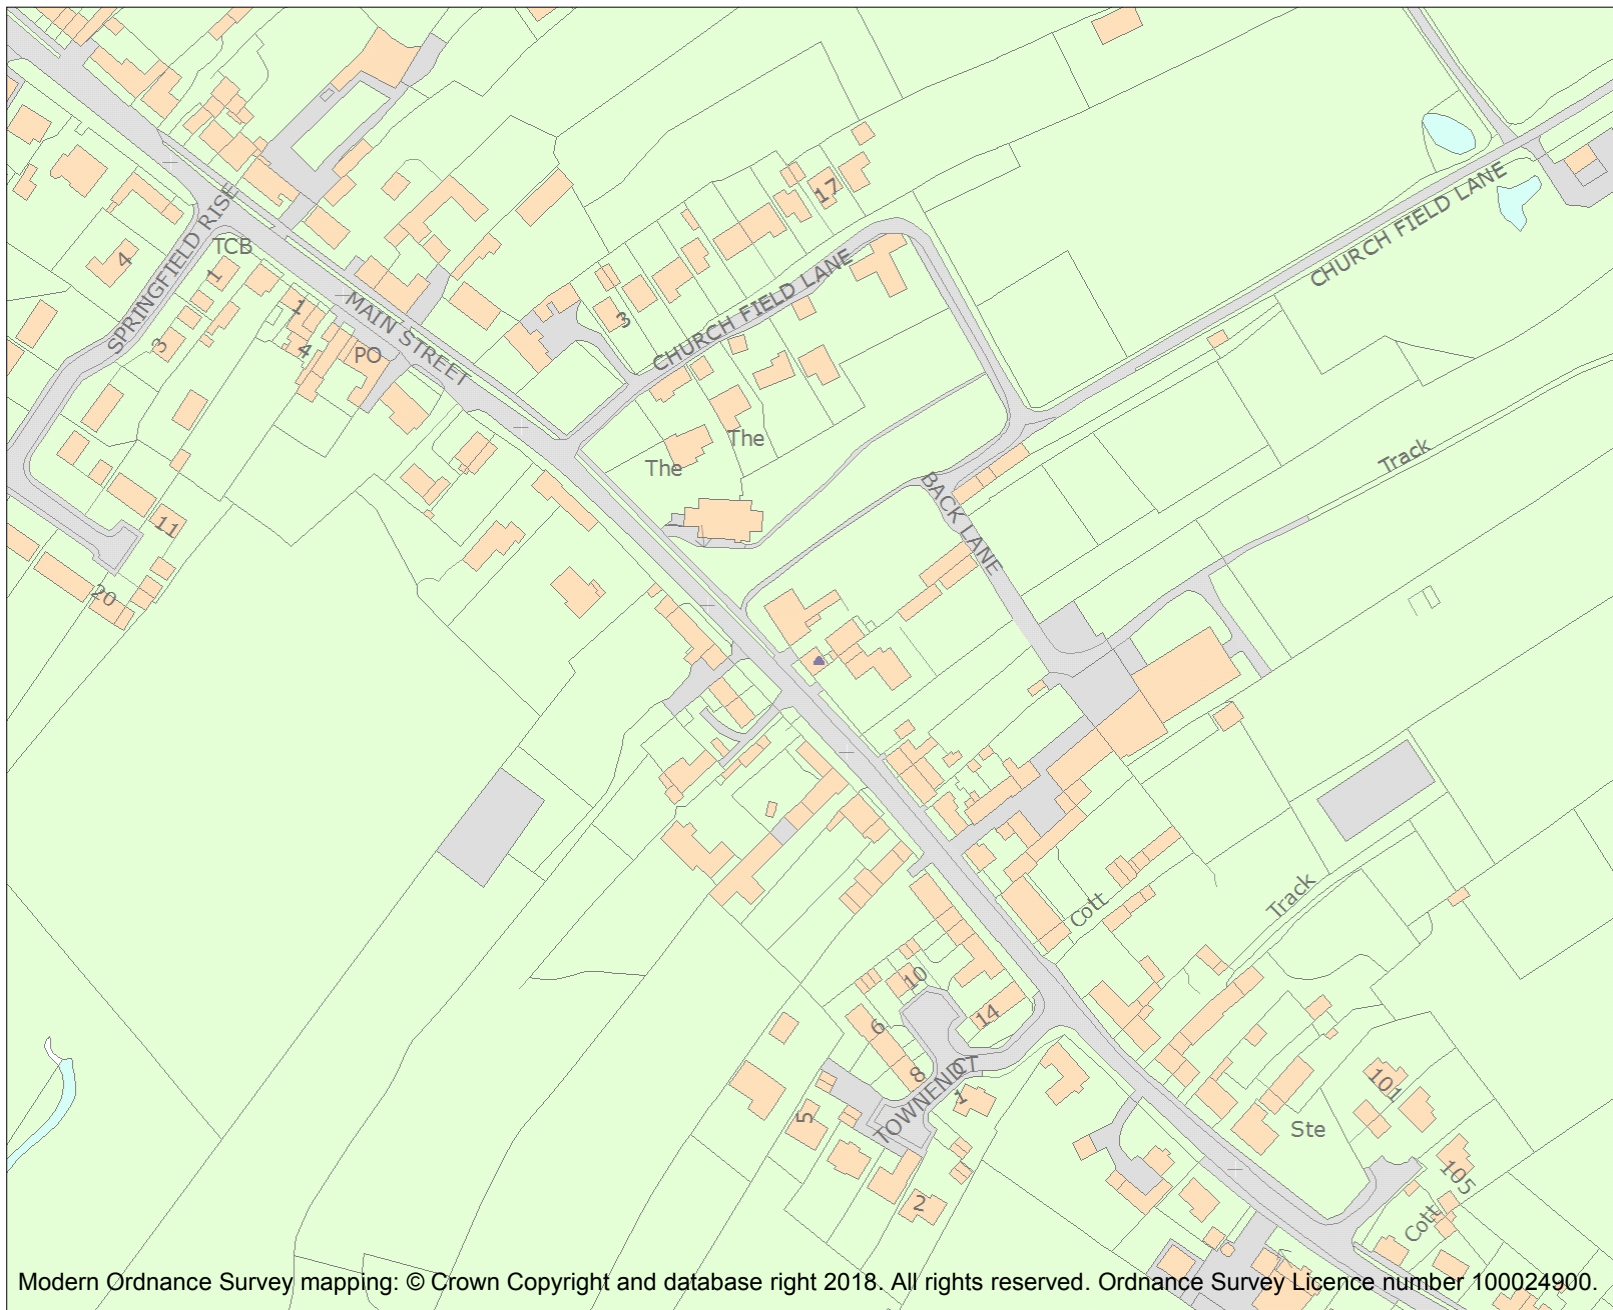 17
SPRINGFIELD RISE
TCB
4
1
3
MAIN STREET
1
4
PO
3
CHURCH FIELD LANE
CHURCH FIELD LANE
The
The
Track
BACK LANE
11
20
Cott
Track
10
14
6
8
TOWNEND CT
1
5
2
101
Ste
105
Cott
Modern Ordnance Survey mapping: © Crown Copyright and database right 2018. All rights reserved. Ordnance Survey Licence number 100024900.